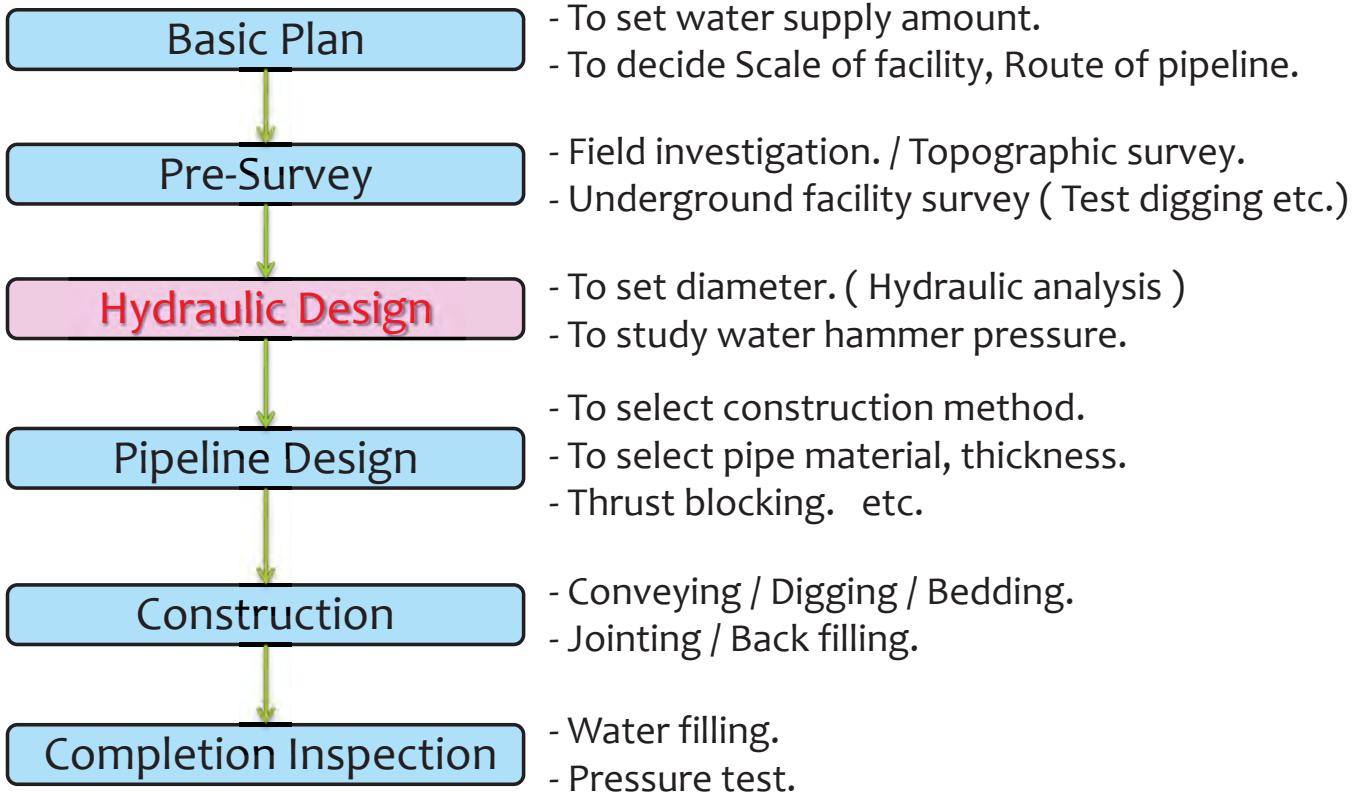 Basic Plan
- To set water supply amount.
- To decide Scale of facility, Route of pipeline.
Pre-Survey
- Field investigation. / Topographic survey.
- Underground facility survey ( Test digging etc.)
Hydraulic Design
- To set diameter. ( Hydraulic analysis )
- To study water hammer pressure.
Pipeline Design
- To select construction method.
- To select pipe material, thickness.
- Thrust blocking. etc.
Construction
- Conveying / Digging / Bedding.
- Jointing / Back filling.
Completion Inspection
- Water filling.
- Pressure test.